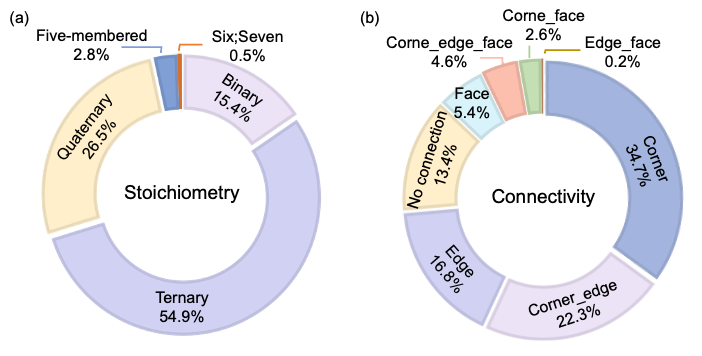 (a)
Five-membered
2.8%
Six;Seven
0.5%
Binary
15.4%
Quaternary
26.5%
Stoichiometry
Ternary
54.9%
(b)
Corne_face
2.6%
Corne_edge_face
4.6%
Edge_face
0.2%
Face
5.4%
Corner
34.7%
No connection
13.4%
Connectivity
Edge
16.8%
Corner_edge
22.3%